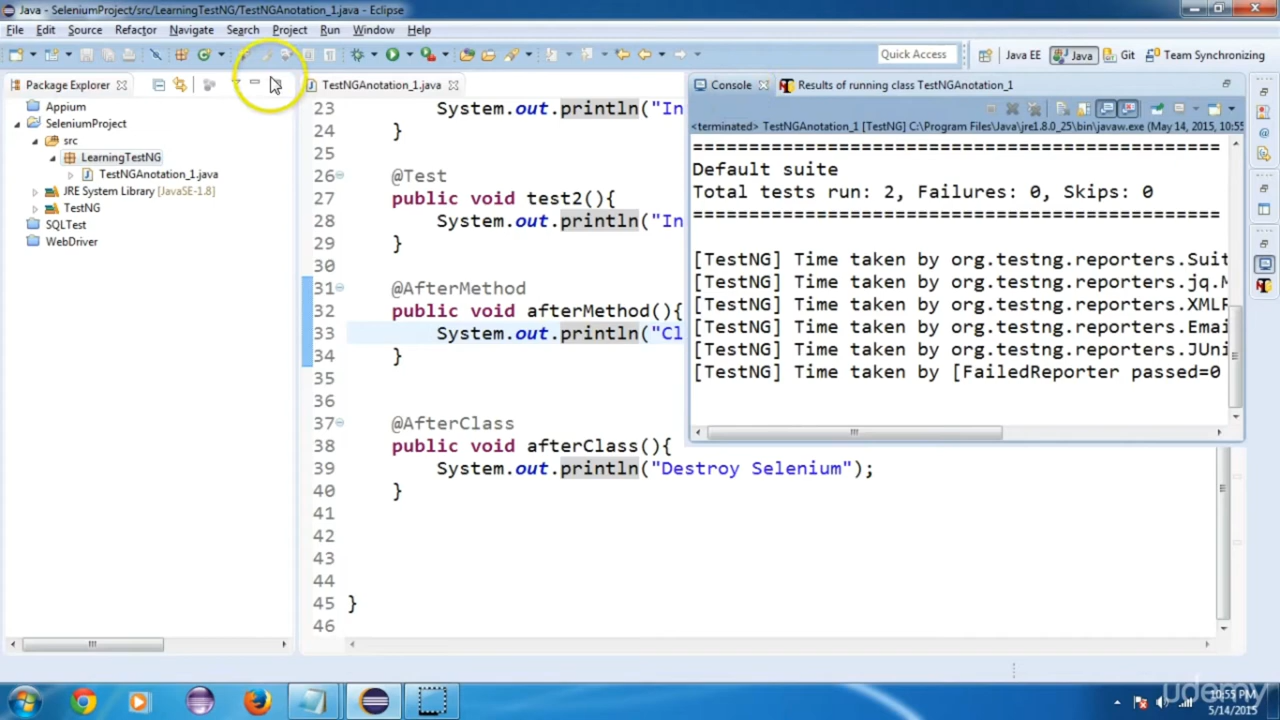 Java - SeleniumProject/src/LearningTestNG/TestNGAnotation_1.java - Eclipse
File Edit Source Refactor Navigate Search Project Run Window Help
Quick Access Java EE Java Git Team Synchronizing
Package Explorer
Appium
SeleniumProject
src
LearningTestNG
TestNGAnotation_1.java
JRE System Library [JavaSE-1.8]
TestNG
SQLTest
WebDriver
TestNGAnotation_1.java
23 System.out.println("In
24 }
25
26 @Test
27 public void test2(){
28 System.out.println("In
29 }
30
31 @AfterMethod
32 public void afterMethod(){
33 System.out.println("Cl
34 }
35
36
37 @AfterClass
38 public void afterClass(){
39 System.out.println("Destroy Selenium");
40 }
41
42
43
44
45 }
46
Console Results of running class TestNGAnotation_1
<terminated> TestNGAnotation_1 [TestNG] C:\Program Files\Java\jre1.8.0_25\bin\javaw.exe (May 14, 2015, 10:55
===============================================
Default suite
Total tests run: 2, Failures: 0, Skips: 0
===============================================
[TestNG] Time taken by org.testng.reporters.Suit
[TestNG] Time taken by org.testng.reporters.jq.M
[TestNG] Time taken by org.testng.reporters.XMLR
[TestNG] Time taken by org.testng.reporters.Emai
[TestNG] Time taken by org.testng.reporters.JUni
[TestNG] Time taken by [FailedReporter passed=0
udemy
10:55 PM
5/14/2015